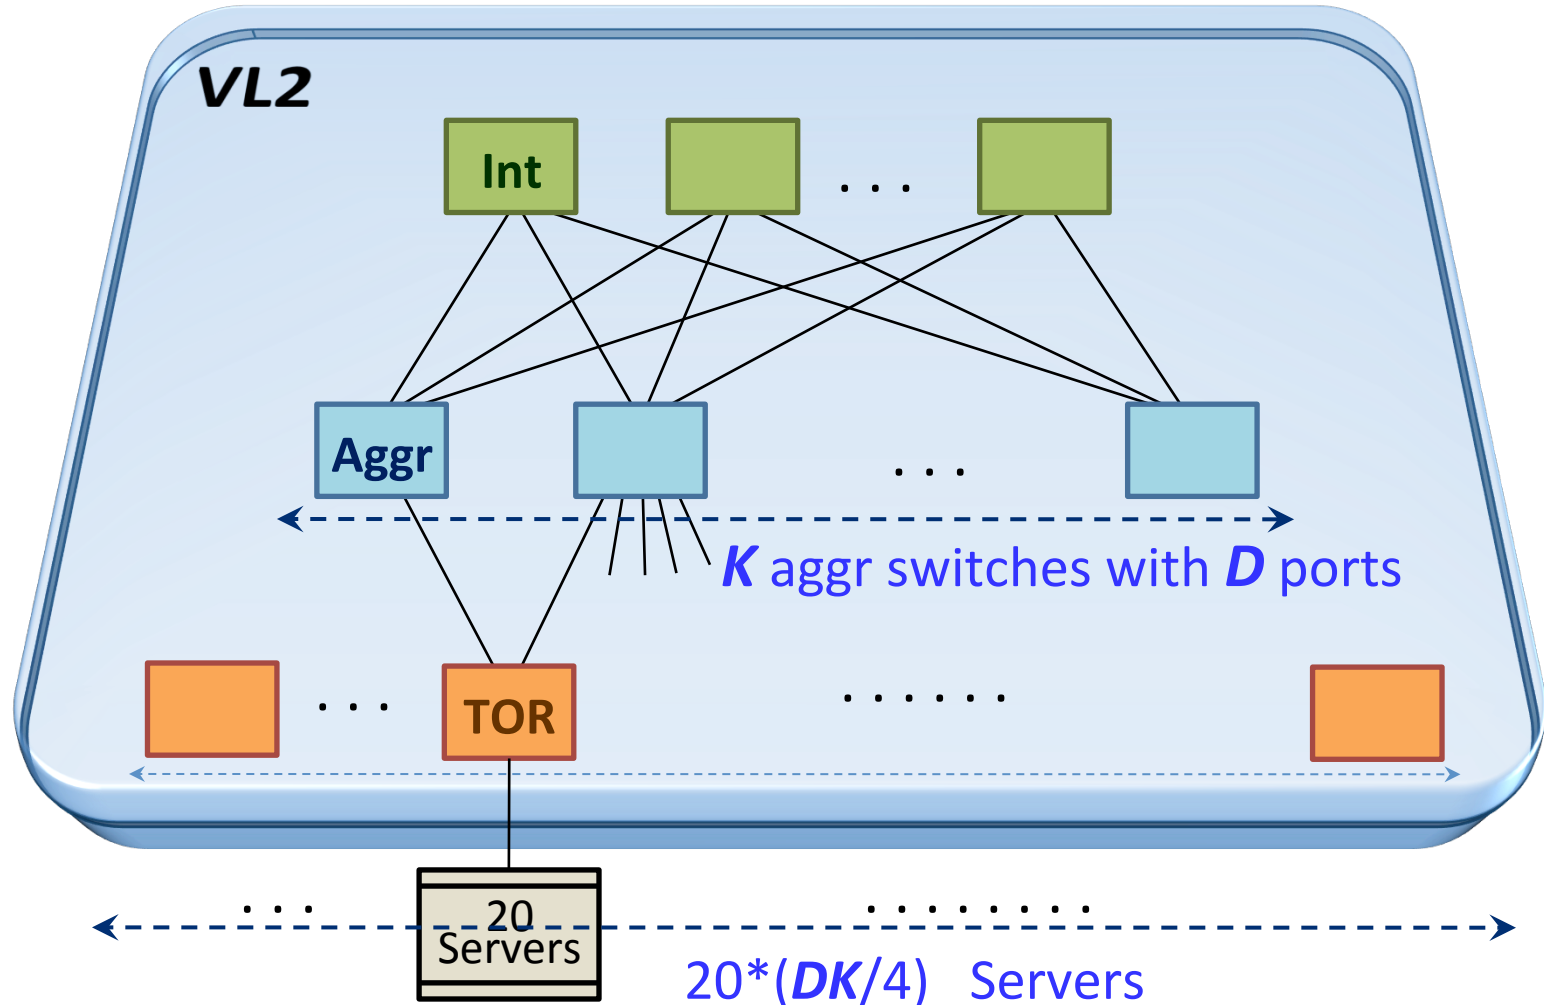 VL2
Int
. . .
Aggr
. . .
K aggr switches with D ports
. . .
TOR
. . . . . .
. . .
20
Servers
. . . . . . . .
20*(DK/4) Servers